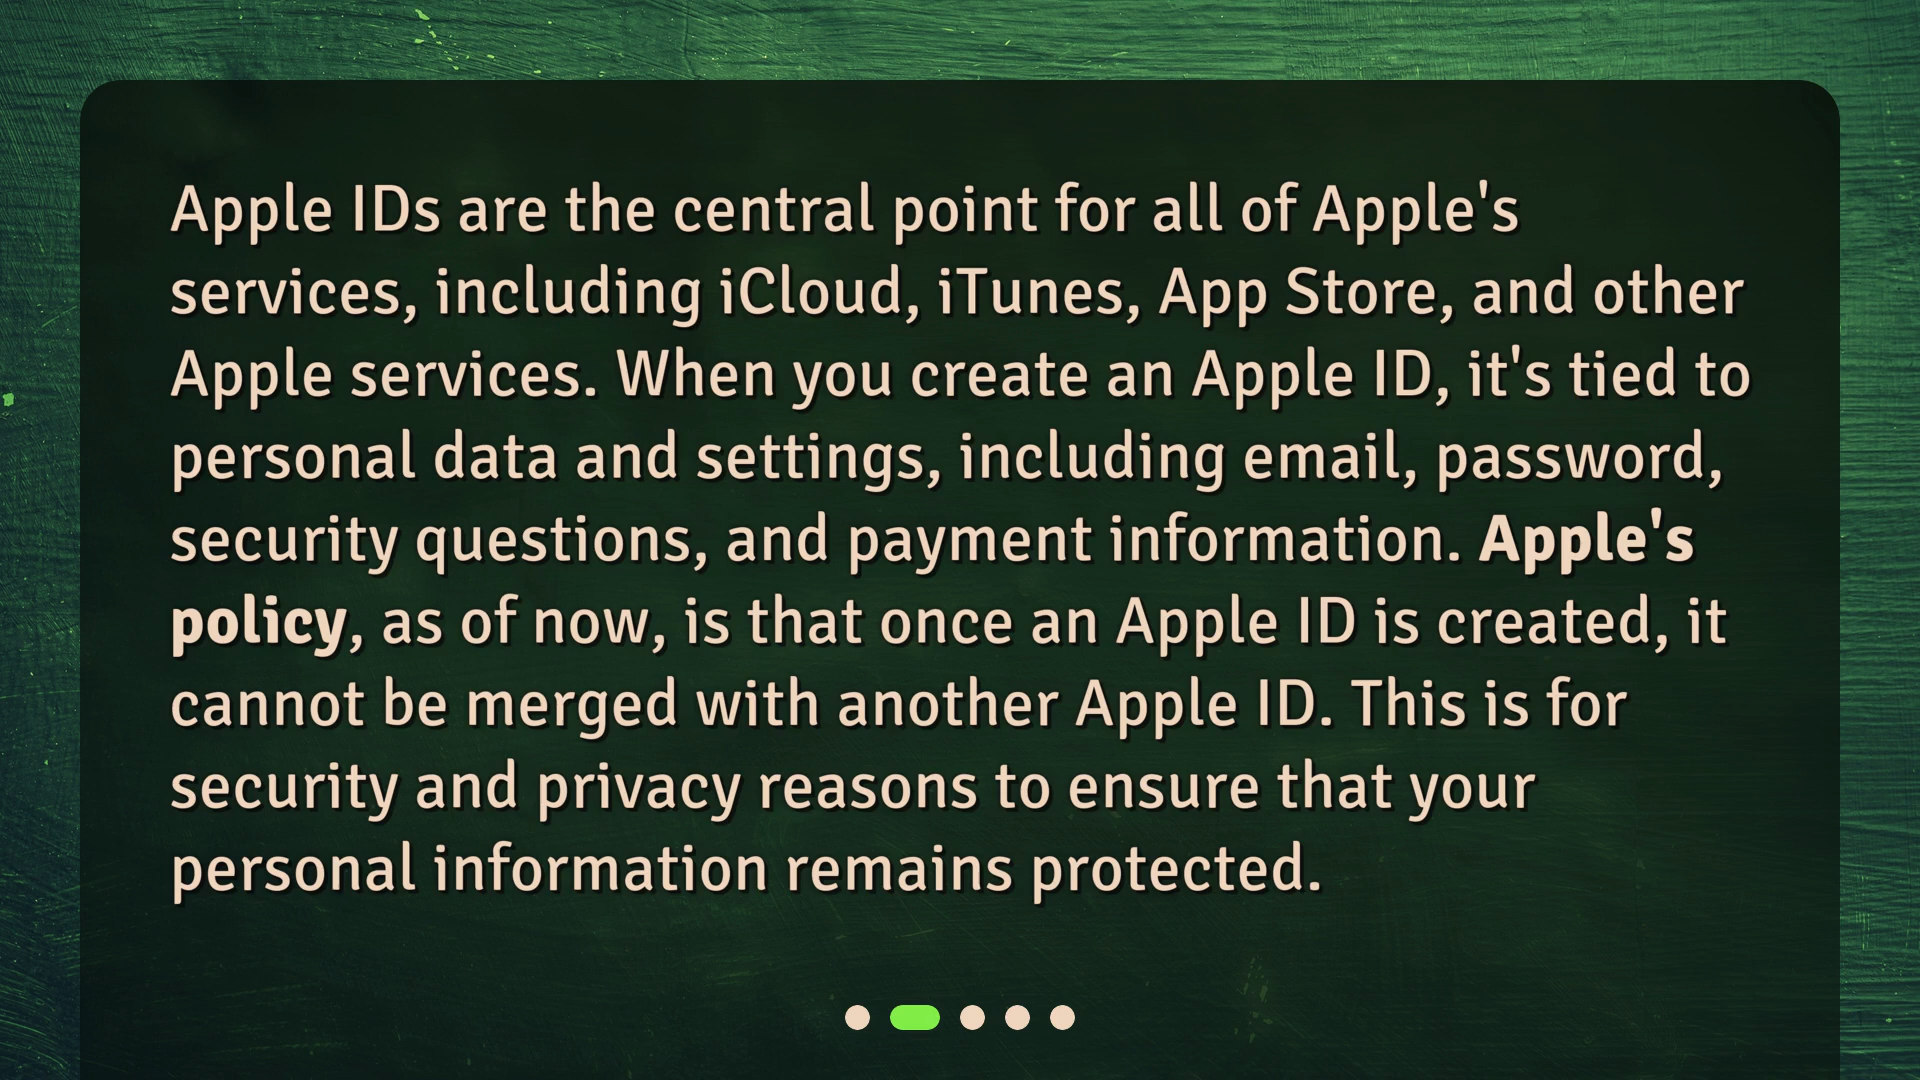 Apple IDs are the central point for all of Apple's
services, including iCloud, iTunes, App Store, and other
Apple services. When you create an Apple ID, it's tied to
personal data and settings, including email, password,
security questions, and payment information. Apple's
policy, as of now, is that once an Apple ID is created, it
cannot be merged with another Apple ID. This is for
security and privacy reasons to ensure that your
personal information remains protected.